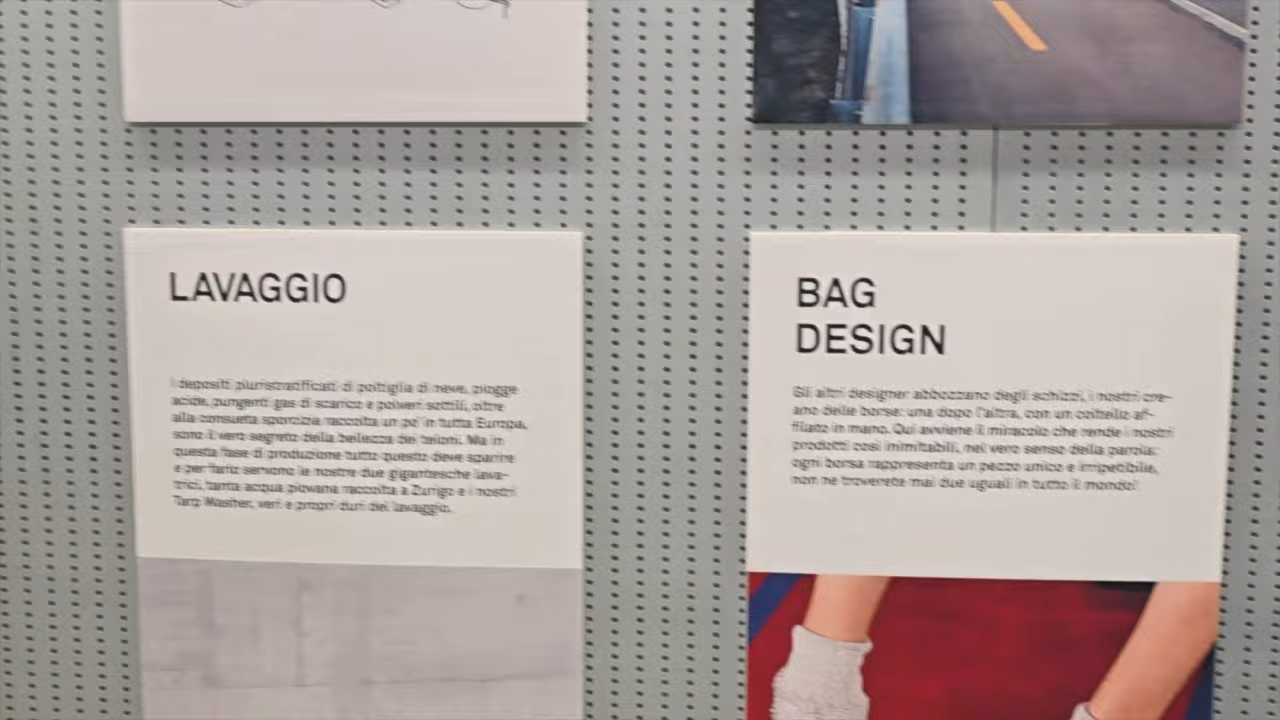 LAVAGGIO
I depositi pluristratificati di poltiglia di neve, piogge
acide, pungenti gas di scarico e polveri sottili, oltre
alla consueta sporcizia raccolta un po' in tutta Europa,
sono il vero segreto della bellezza dei teloni. Ma in
questa fase di produzione tutto questo deve sparire
e per farlo servono le nostre due gigantesche lava-
trici, tanta acqua piovana raccolta a Zurigo e i nostri
Tarp Washer, veri e propri duri del lavaggio.
BAG
DESIGN
Gli altri designer abbozzano degli schizzi, i nostri cre-
ano delle borse: una dopo l'altra, con un coltello af-
filato in mano. Qui avviene il miracolo che rende i nostri
prodotti così inimitabili, nel vero senso della parola:
ogni borsa rappresenta un pezzo unico e irripetibile,
non ne troverete mai due uguali in tutto il mondo!